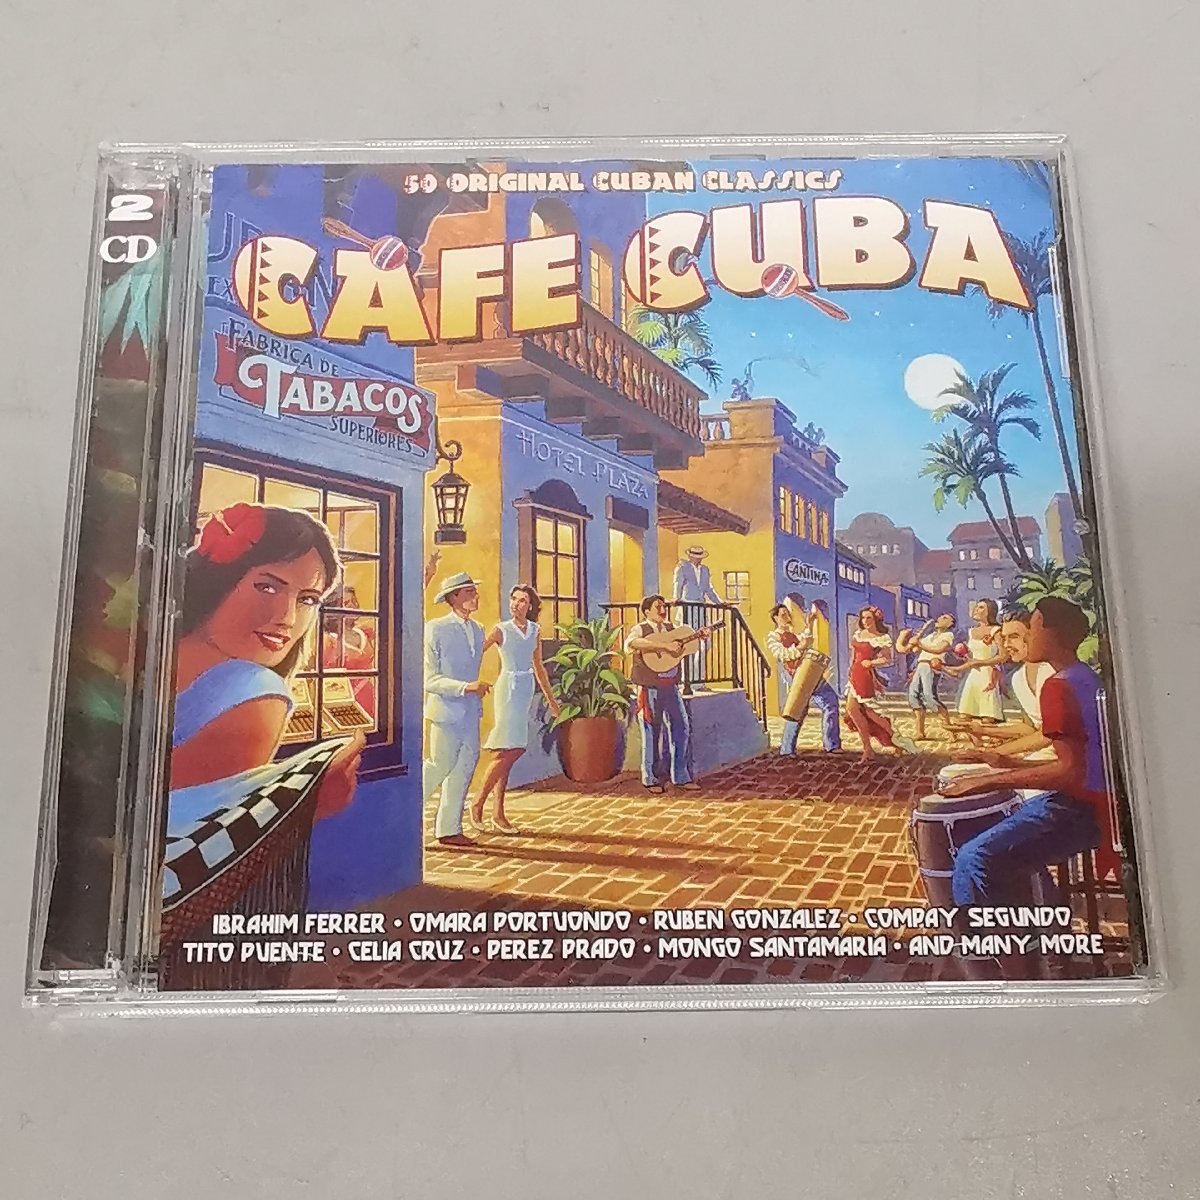 2
CD
50 ORIGINAL CUBAN CLASSICS
CAFE CUBA
FABRICA DE
TABACOS
SUPERIORES
HOTEL PLAZA
CANTINA
IBRAHIM FERRER • OMARA PORTUONDO • RUBEN GONZALEZ • COMPAY SEGUNDO
TITO PUENTE • CELIA CRUZ • PEREZ PRADO • MONGO SANTAMARIA • AND MANY MORE